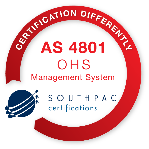 CERTIFICATION DIFFERENTLY
AS 4801
OHS
Management System
SOUTHPAC
certifications